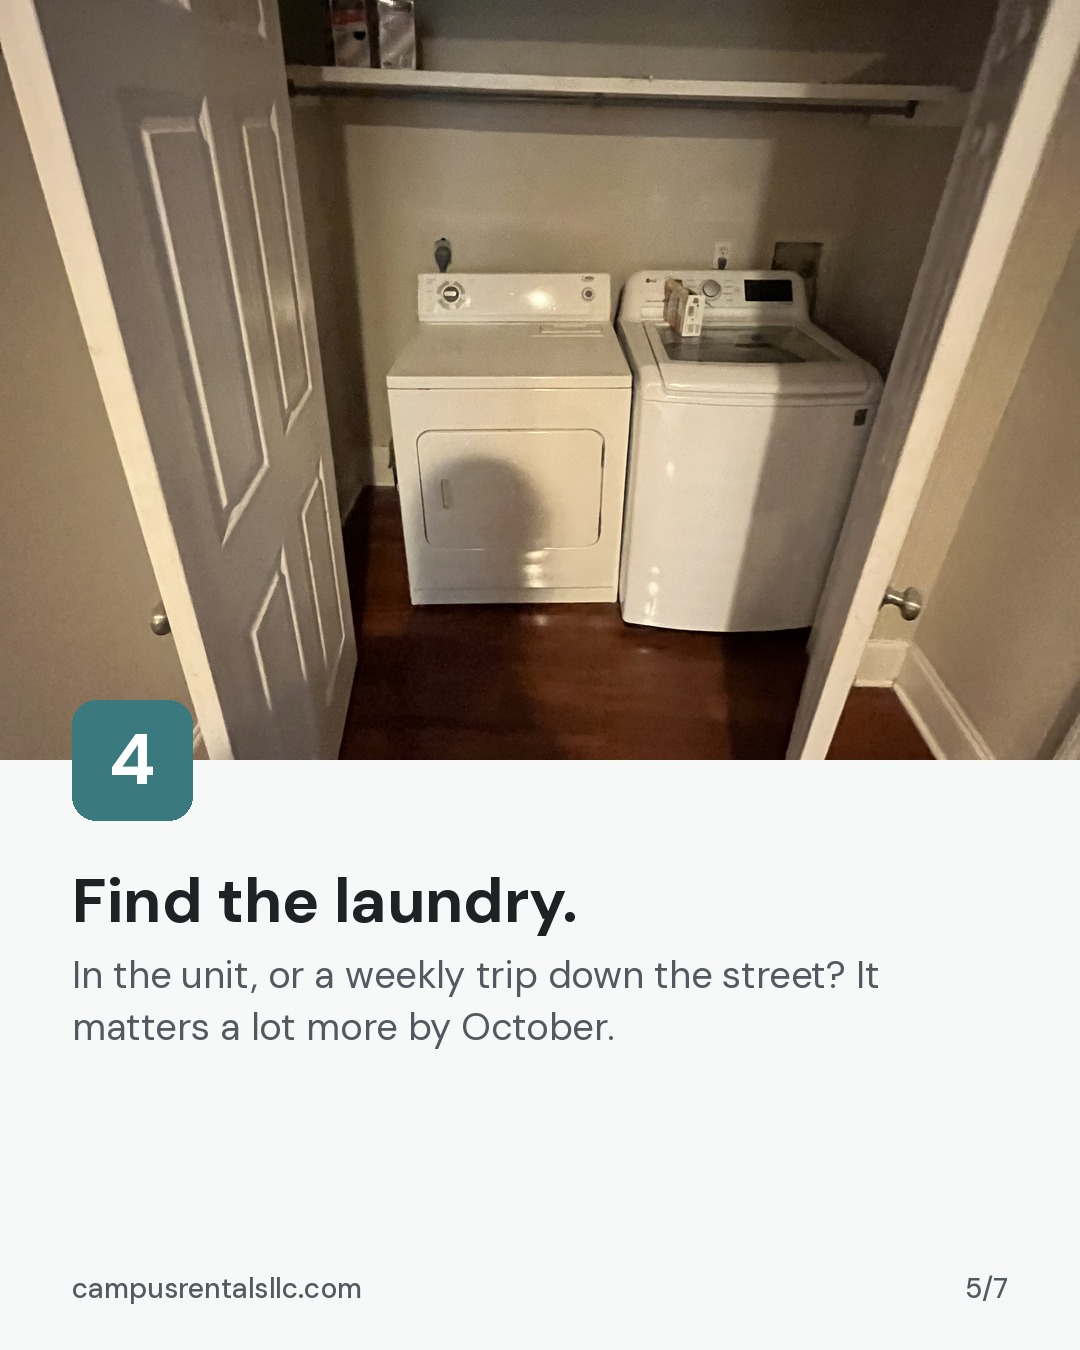 4
Find the laundry.
In the unit, or a weekly trip down the street? It
matters a lot more by October.
campusrentalsllc.com
5/7